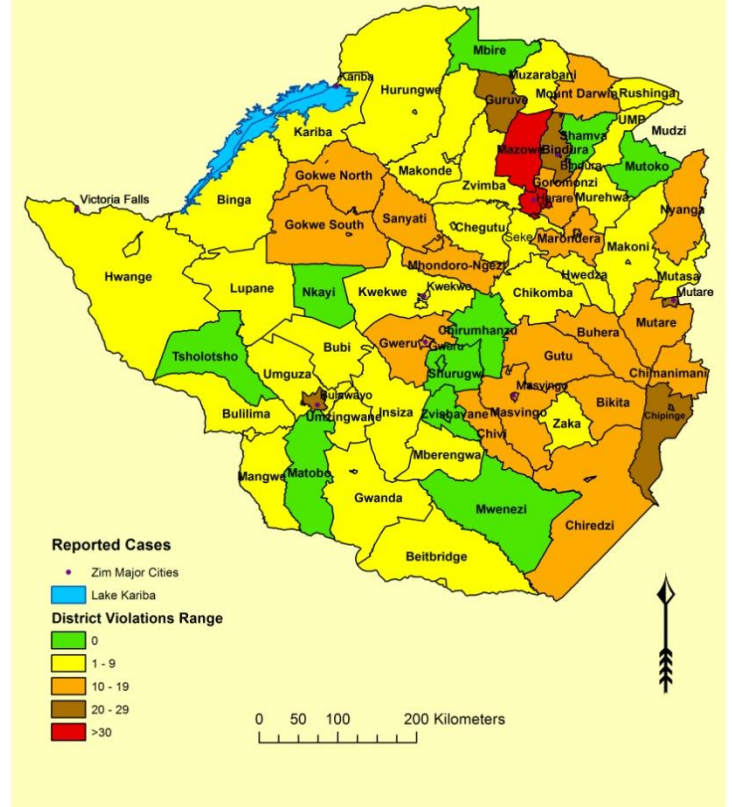 Mbire
Muzarabani
Kariba
Hurungwe
Guruve
Mount Darwin
Rushinga
UMP
Kariba
Shamva
Mudzi
Mazowe
Bindura
Bindura
Mutoko
Makonde
Gokwe North
Zvimba
Goromonzi
Binga
Harare
Murehwa
Victoria Falls
Nyanga
Sanyati
Gokwe South
Chegutu
Seke
Marondera
Makoni
Hwange
Mhondoro-Ngezi
Hwedza
Mutasa
Lupane
Nkayi
Kwekwe
Kwekwe
Chikomba
Mutare
Chirumhanzu
Buhera
Mutare
Tsholotsho
Bubi
Gweru
Gweru
Gutu
Umguza
Shurugwi
Chimanimani
Bulawayo
Masvingo
Bulilima
Umzingwane
Insiza
Zvishavane
Masvingo
Bikita
Chipinge
Chivi
Zaka
Mberengwa
Mangwe
Matobo
Gwanda
Mwenezi
Chiredzi
Beitbridge
Reported Cases
Zim Major Cities
Lake Kariba
District Violations Range
0
1 - 9
10 - 19
20 - 29
>30
0 50 100 200 Kilometers